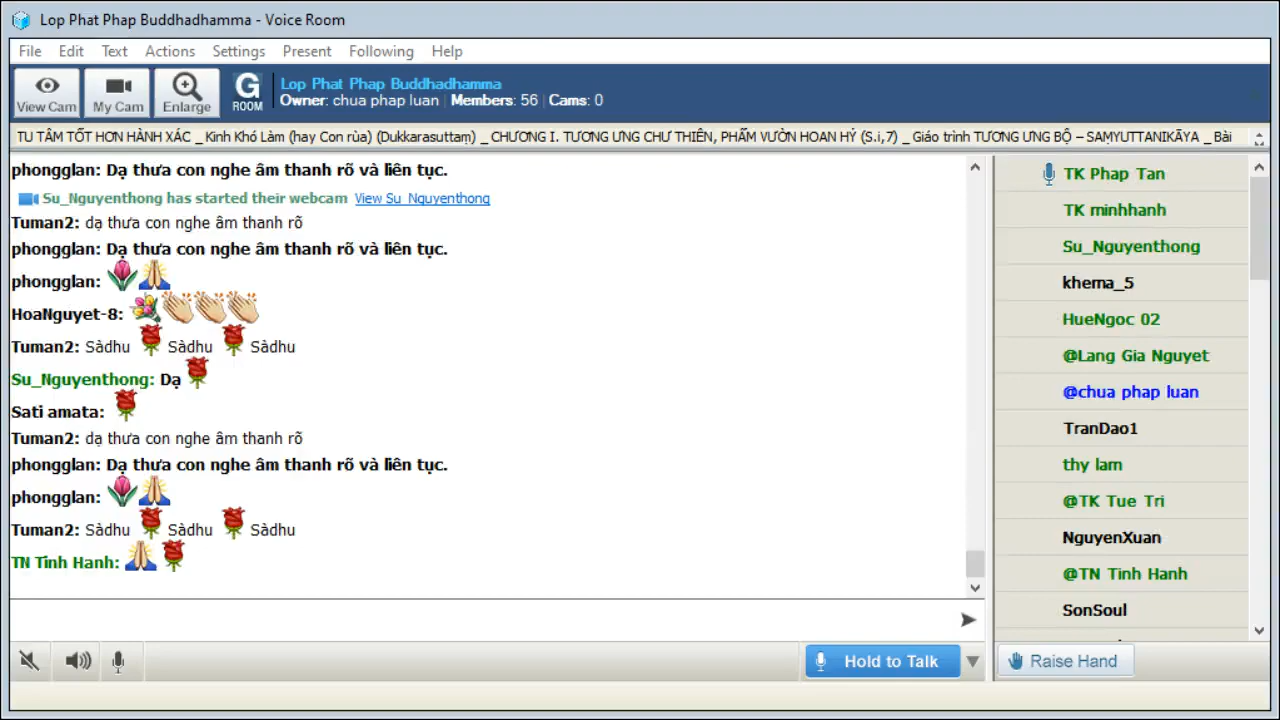 Lop Phat Phap Buddhadhamma - Voice Room
File Edit Text Actions Settings Present Following Help
View Cam
My Cam
Enlarge
G ROOM
Lop Phat Phap Buddhadhamma
Owner: chua phap luan | Members: 56 | Cams: 0
TU TÂM TỐT HƠN HÀNH XÁC _ Kinh Khó Làm (hay Con rùa) (Dukkarasuttaṃ) _ CHƯƠNG I. TƯƠNG ƯNG CHƯ THIÊN, PHẨM VƯỜN HOAN HỶ (S.i,7) _ Giáo trình TƯƠNG ƯNG BỘ – SAṂYUTTANIKĀYA _ Bài
phongglan: Dạ thưa con nghe âm thanh rõ và liên tục.
Su_Nguyenthong has started their webcam View Su_Nguyenthong
Tuman2: dạ thưa con nghe âm thanh rõ
phongglan: Dạ thưa con nghe âm thanh rõ và liên tục.
phongglan:
HoaNguyet-8:
Tuman2: Sàdhu Sàdhu Sàdhu
Su_Nguyenthong: Dạ
Sati amata:
Tuman2: dạ thưa con nghe âm thanh rõ
phongglan: Dạ thưa con nghe âm thanh rõ và liên tục.
phongglan:
Tuman2: Sàdhu Sàdhu Sàdhu
TN Tinh Hanh:
TK Phap Tan
TK minhhanh
Su_Nguyenthong
khema_5
HueNgoc 02
@Lang Gia Nguyet
@chua phap luan
TranDao1
thy lam
@TK Tue Tri
NguyenXuan
@TN Tinh Hanh
SonSoul
Hold to Talk
Raise Hand